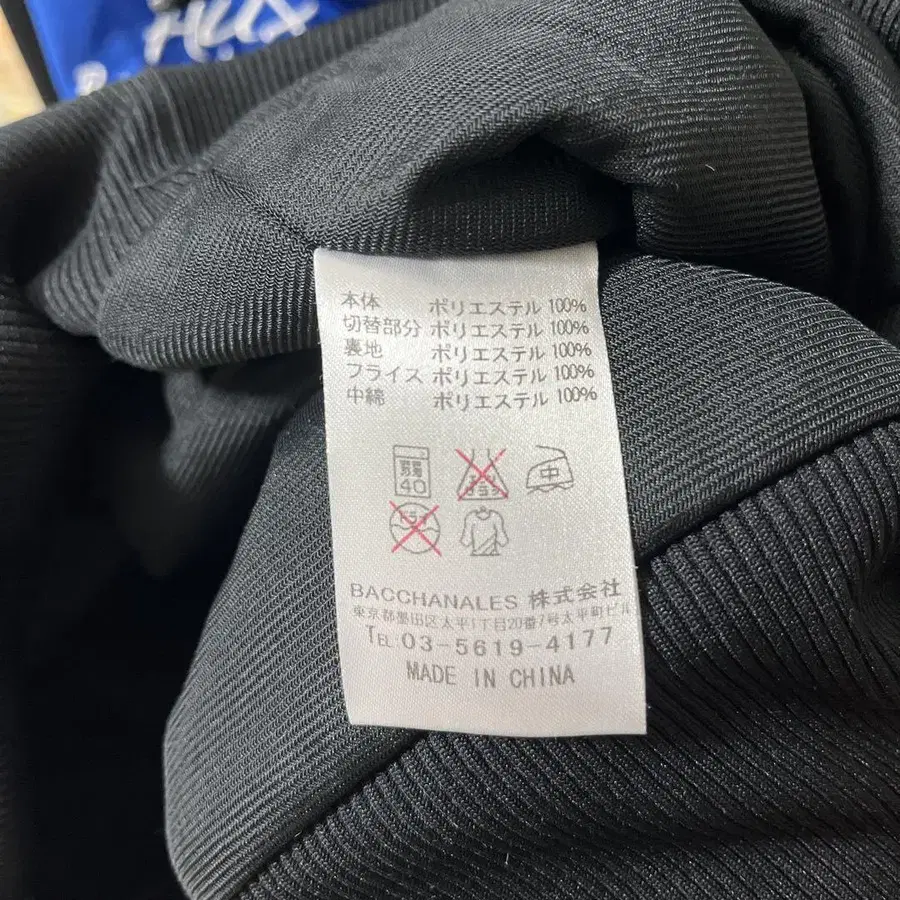 HUX
本体 ポリエステル 100%
切替部分 ポリエステル 100%
裏地 ポリエステル 100%
フライス ポリエステル 100%
中綿 ポリエステル 100%
40
中
BACCHANALES 株式会社
東京都墨田区太平1丁目20番7号太平町ビル
TEL.03-5619-4177
MADE IN CHINA